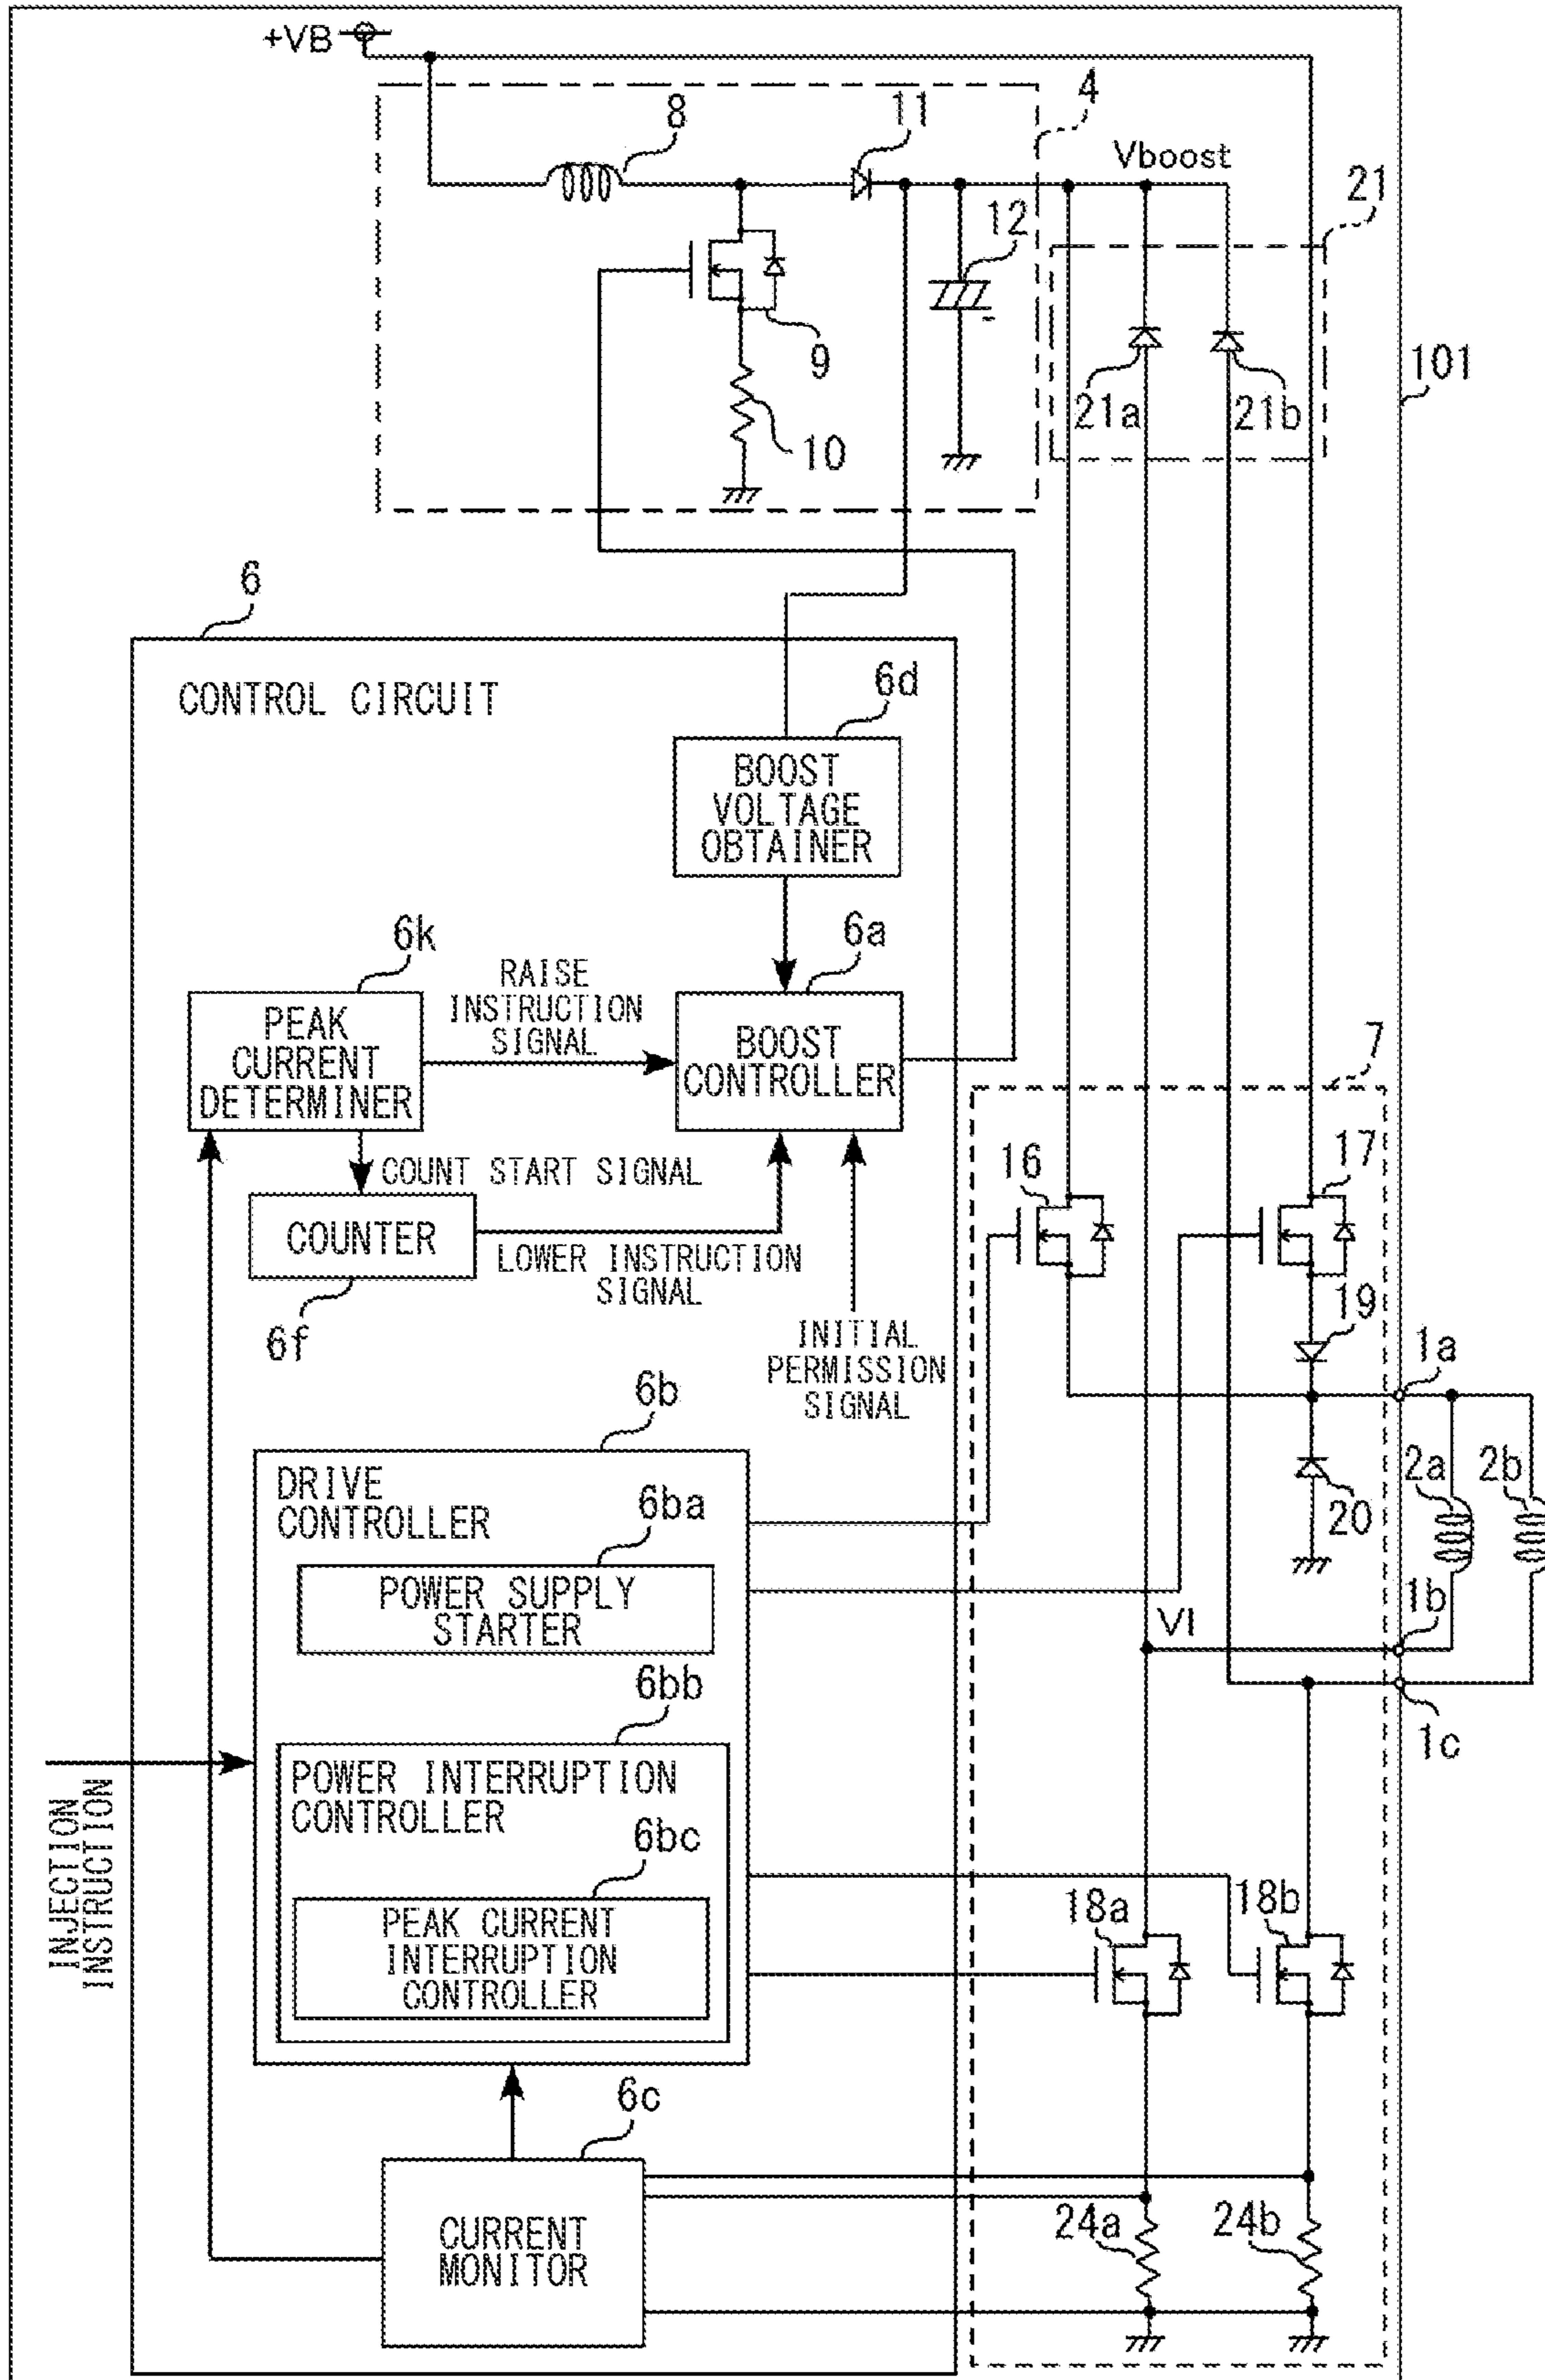 +VB
4
8
11
Vboost
21
12
9
10
21a
21b
101
6
CONTROL CIRCUIT
6d
BOOST
VOLTAGE
OBTAINER
6k
6a
RAISE
INSTRUCTION
SIGNAL
PEAK
CURRENT
DETERMINER
BOOST
CONTROLLER
7
COUNT START SIGNAL
16
17
COUNTER
LOWER INSTRUCTION
SIGNAL
6f
19
INITIAL
PERMISSION
SIGNAL
1a
6b
DRIVE
CONTROLLER
2a
2b
6ba
20
POWER SUPPLY
STARTER
1b
VI
6bb
1c
POWER INTERRUPTION
CONTROLLER
INJECTION
INSTRUCTION
6bc
18a
18b
PEAK CURRENT
INTERRUPTION
CONTROLLER
6c
24a
24b
CURRENT
MONITOR